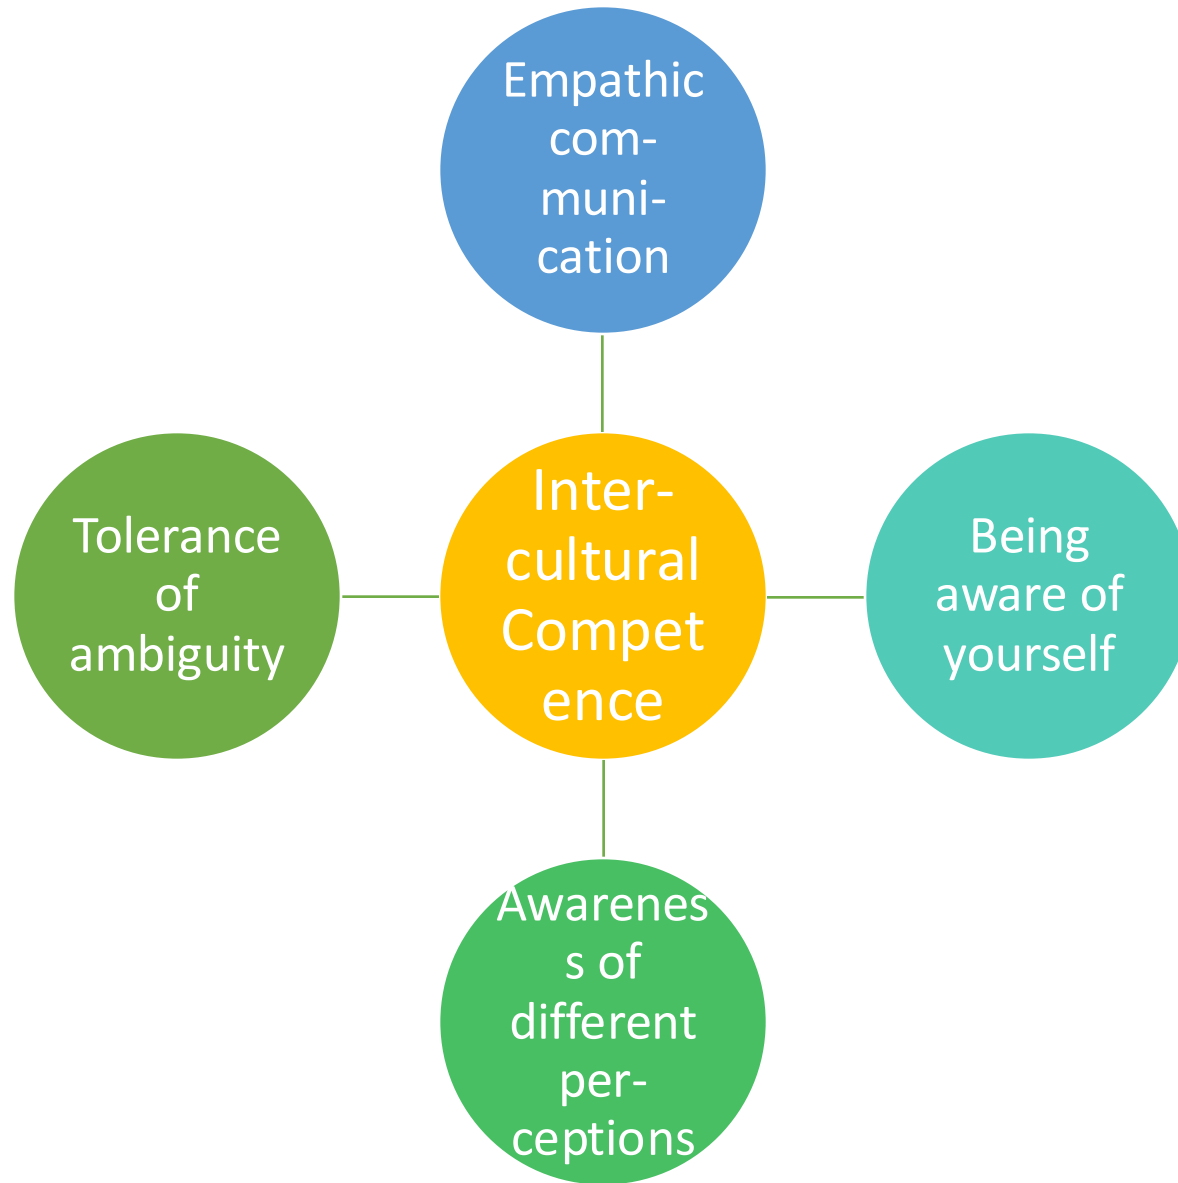 Empathic
com-
muni-
cation
Tolerance
of
ambiguity
Inter-
cultural
Compet
ence
Being
aware of
yourself
Awarenes
s of
different
per-
ceptions